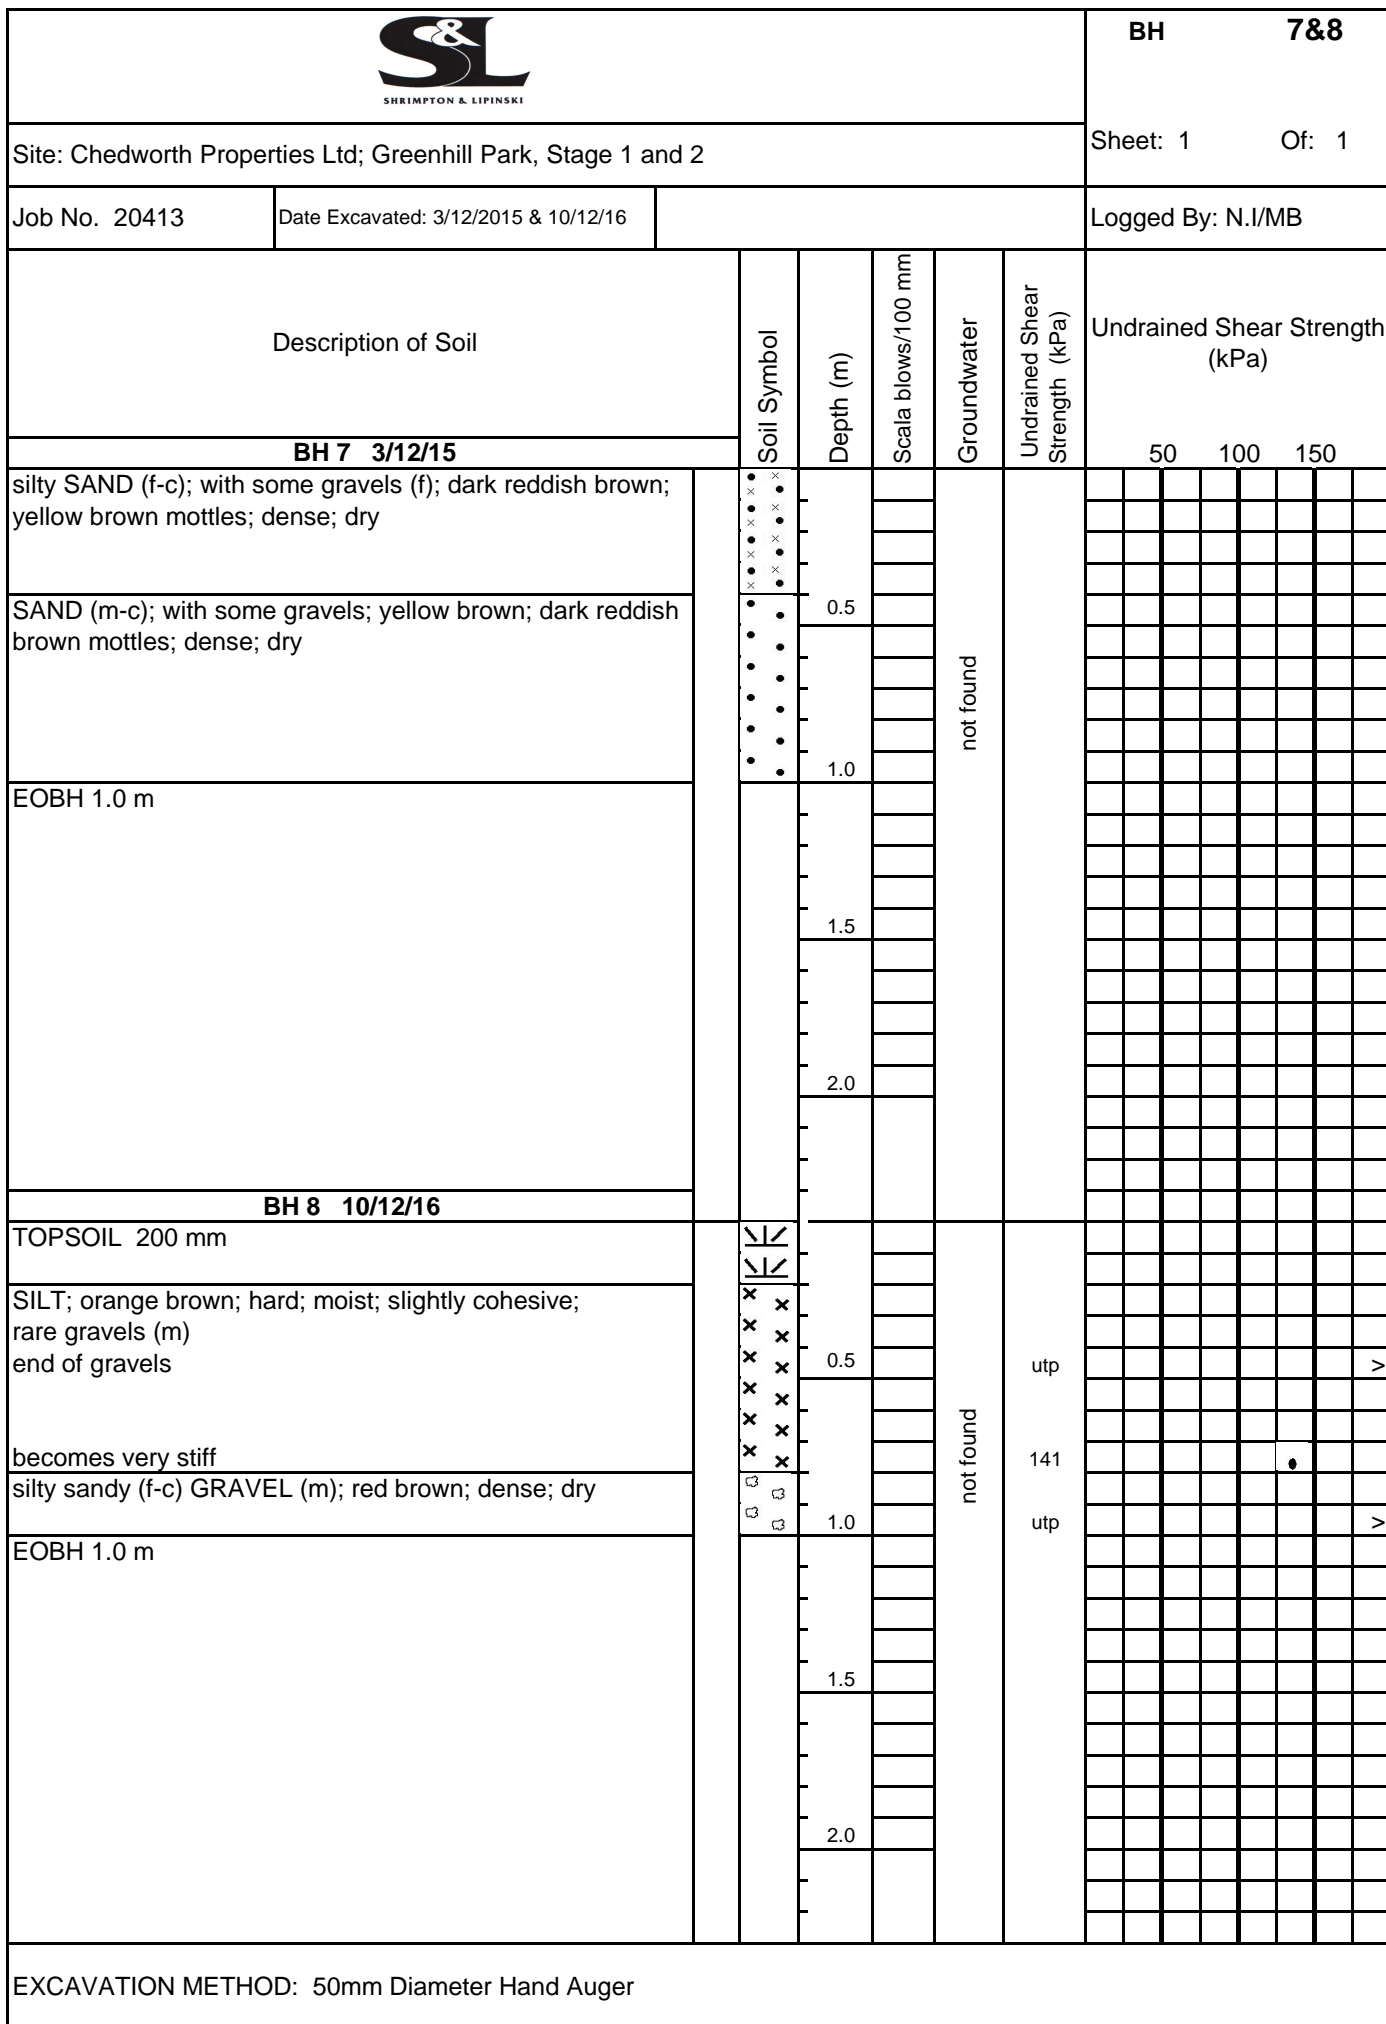 S&L
SHRIMPTON & LIPINSKI
BH 7&8
Sheet: 1 Of: 1
Site: Chedworth Properties Ltd; Greenhill Park, Stage 1 and 2
Job No. 20413
Date Excavated: 3/12/2015 & 10/12/16
Logged By: N.I/MB
Description of Soil
Soil Symbol
Depth (m)
Scala blows/100 mm
Groundwater
Undrained Shear
Strength (kPa)
Undrained Shear Strength
(kPa)
50 100 150
BH 7 3/12/15
silty SAND (f-c); with some gravels (f); dark reddish brown;
yellow brown mottles; dense; dry
SAND (m-c); with some gravels; yellow brown; dark reddish
brown mottles; dense; dry
0.5
not found
1.0
EOBH 1.0 m
1.5
2.0
BH 8 10/12/16
TOPSOIL 200 mm
SILT; orange brown; hard; moist; slightly cohesive;
rare gravels (m)
end of gravels
0.5 utp >
becomes very stiff
141
not found
silty sandy (f-c) GRAVEL (m); red brown; dense; dry
1.0 utp >
EOBH 1.0 m
1.5
2.0
EXCAVATION METHOD: 50mm Diameter Hand Auger